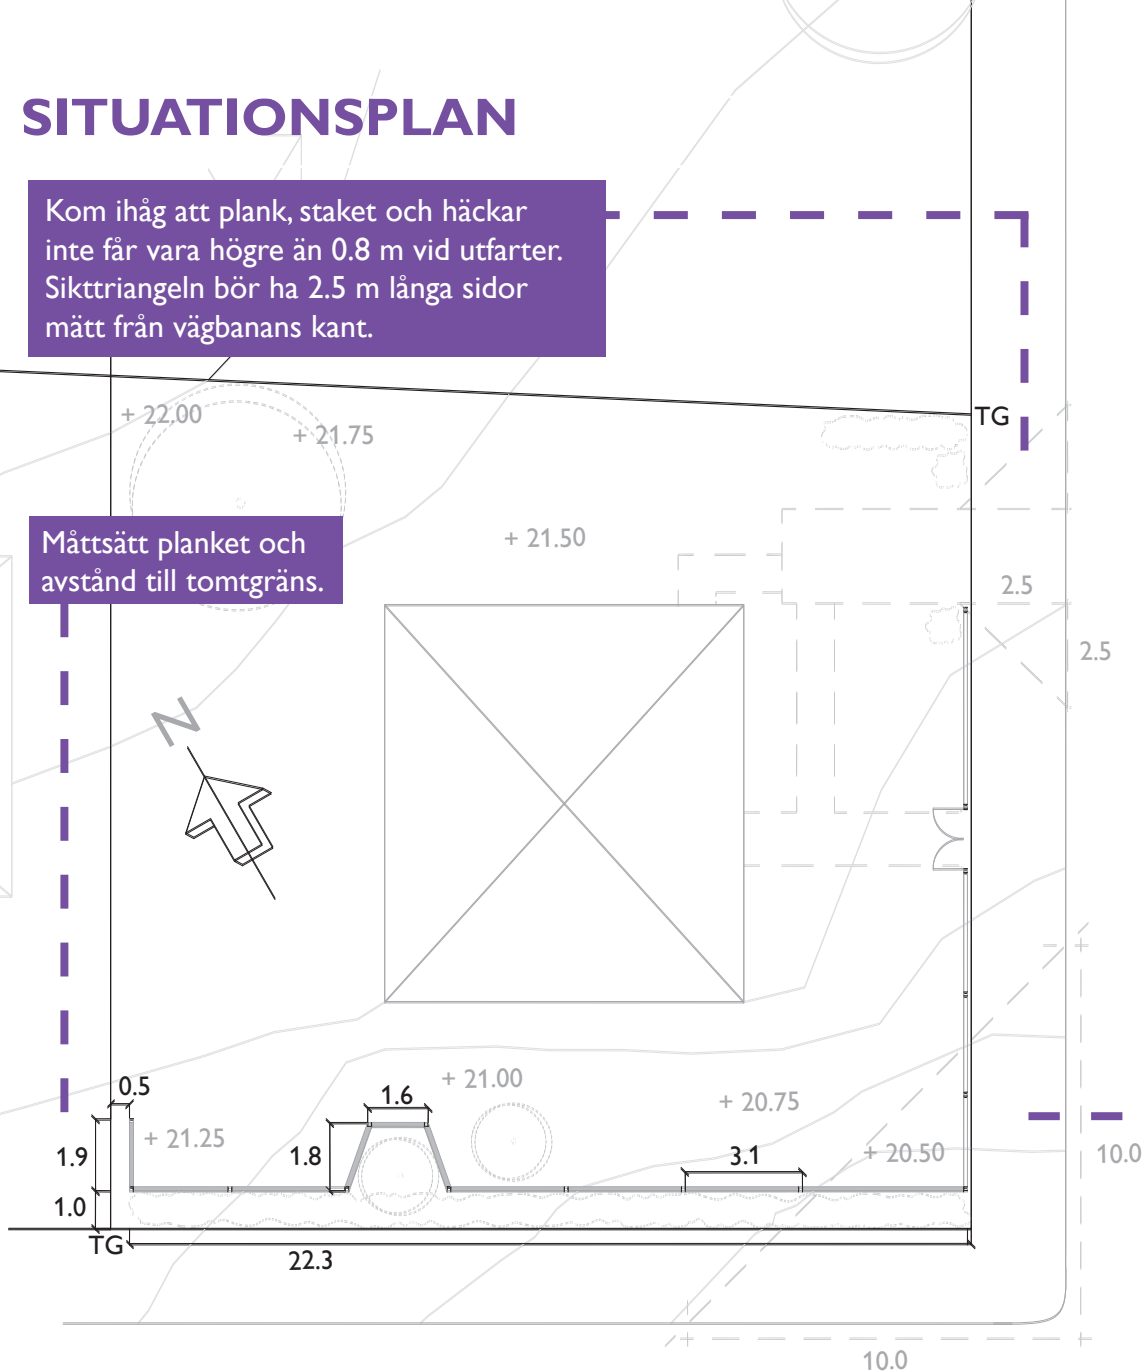 SITUATIONSPLAN
Kom ihåg att plank, staket och häckar
inte får vara högre än 0.8 m vid utfarter.
Sikttriangeln bör ha 2.5 m långa sidor
mätt från vägbanans kant.
+ 22.00
+ 21.75
TG
Måttsätt planket och
avstånd till tomtgräns.
+ 21.50
2.5
2.5
N
0.5
1.6
+ 21.00
+ 20.75
+ 21.25
1.9
1.8
3.1
+ 20.50
10.0
1.0
TG
22.3
10.0